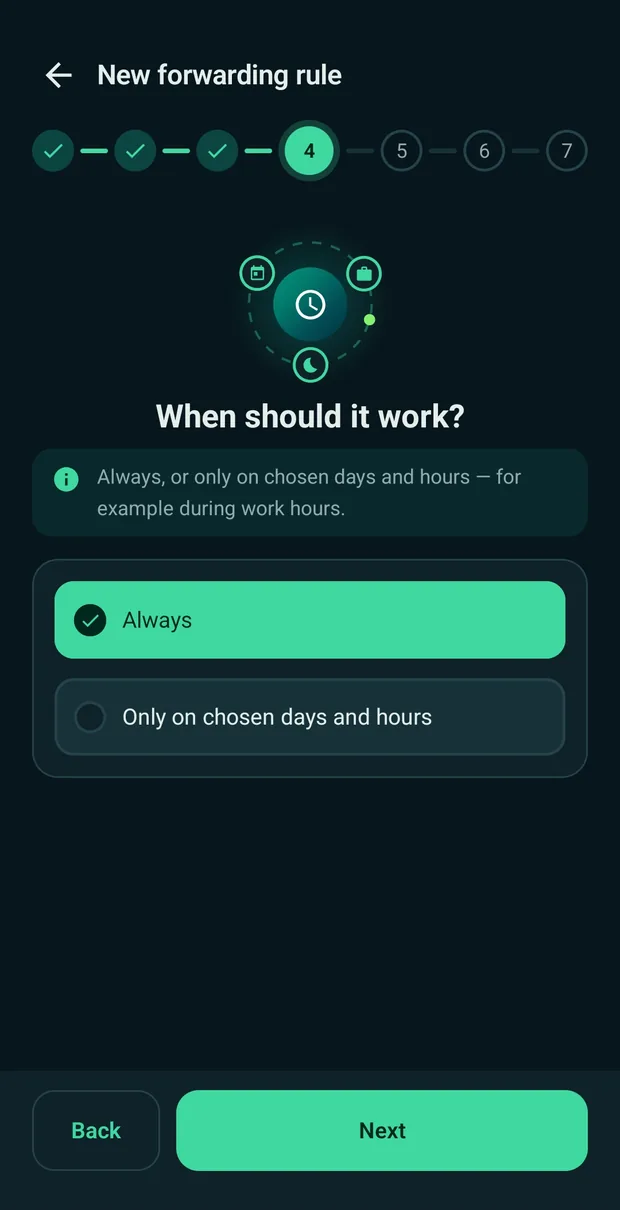 New forwarding rule
4 5 6 7
When should it work?
Always, or only on chosen days and hours — for
example during work hours.
Always
Only on chosen days and hours
Back Next